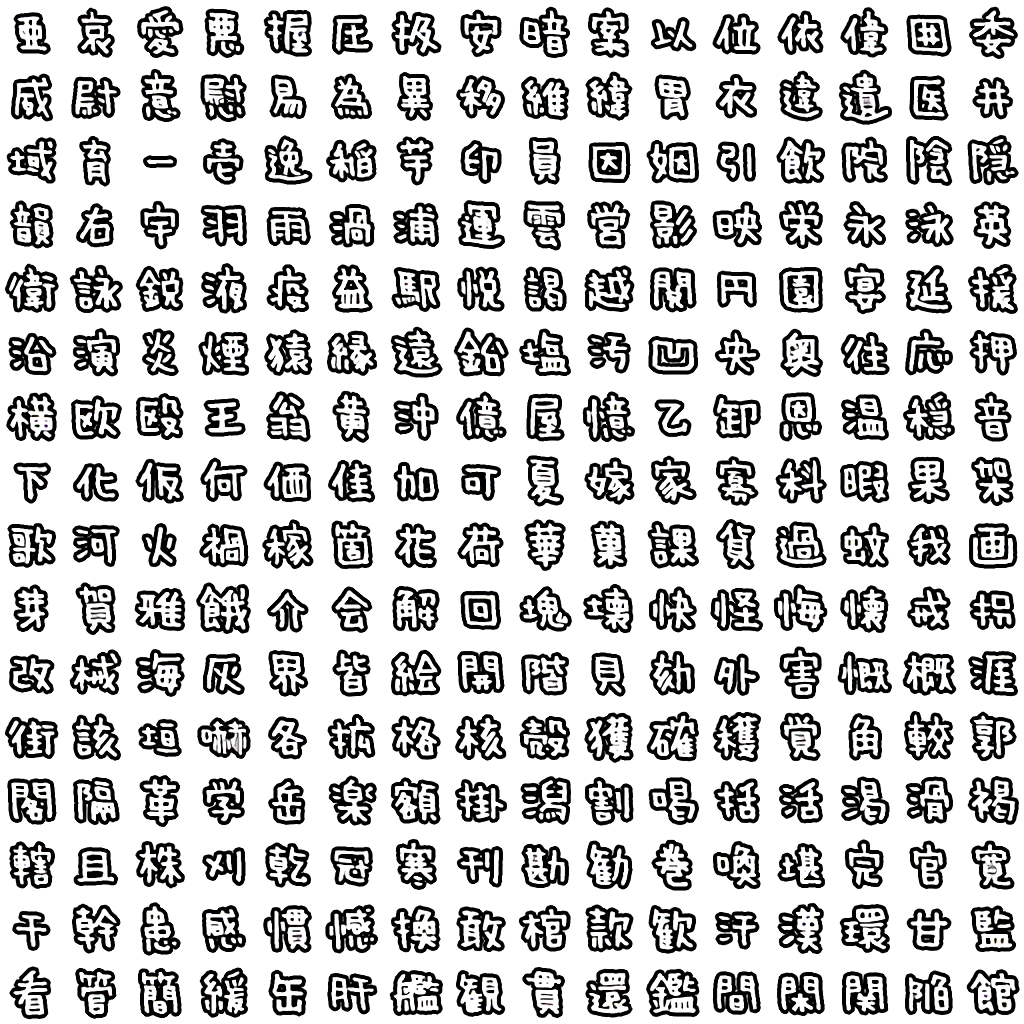 亜哀愛悪握圧扱安暗案以位依偉囲委
威尉意慰易為異移維緯胃衣違遺医井
域育一壱逸稲芋印員因姻引飲院陰隠
韻右宇羽雨渦浦運雲営影映栄永泳英
衛詠鋭液疫益駅悦謁越閲円園宴延援
沿演炎煙猿縁遠鉛塩汚凹央奥往応押
横欧殴王翁黄沖億屋憶乙卸恩温穏音
下化仮何価佳加可夏嫁家寡科暇果架
歌河火禍稼箇花荷華菓課貨過蚊我画
芽賀雅餓介会解回塊壊快怪悔懐戒拐
改械海灰界皆絵開階貝劾外害慨概涯
街該垣嚇各拡格核殻獲確穫覚角較郭
閣隔革学岳楽額掛潟割喝括活渇滑褐
轄且株刈乾冠寒刊勘勧巻喚堪完官寛
干幹患感慣憾換敢棺款歓汗漢環甘監
看管簡緩缶肝艦観貫還鑑間閑関陥館